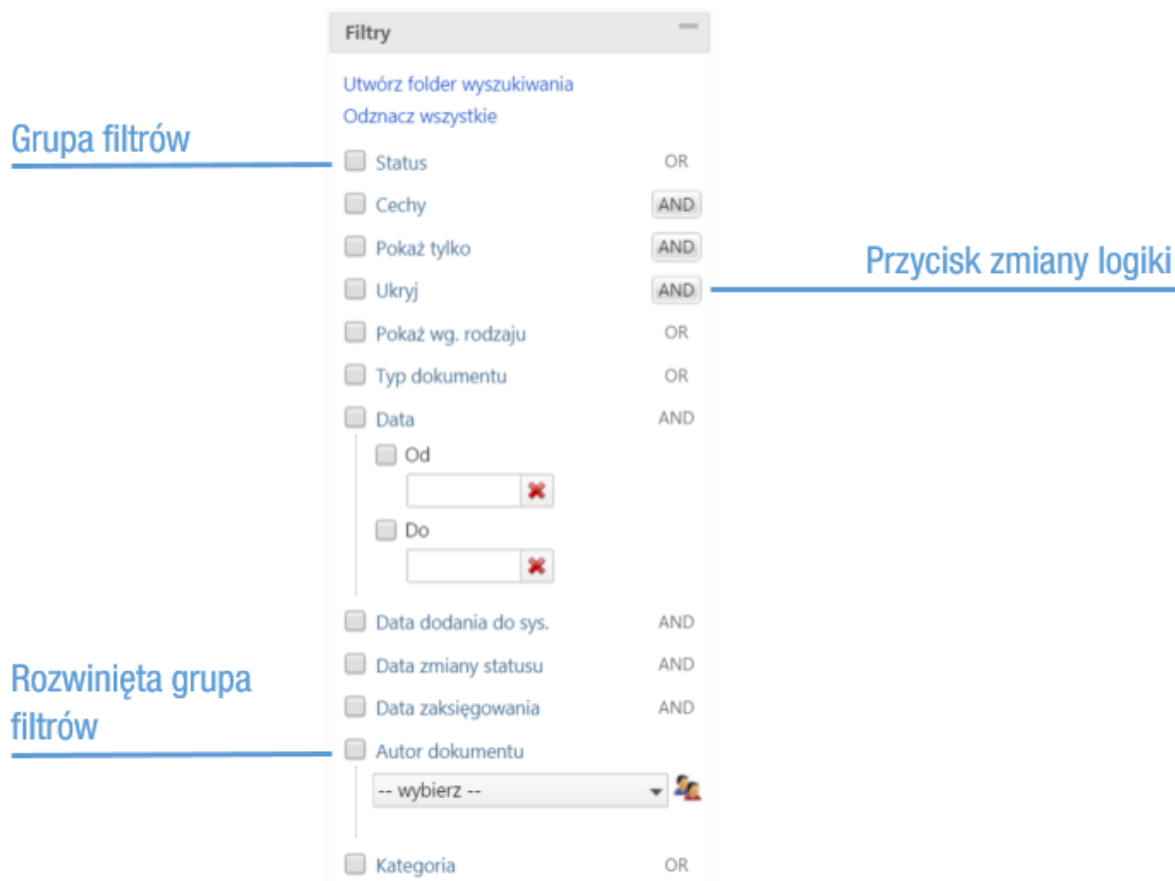 Filtry
Utwórz folder wyszukiwania
Odznacz wszystkie
Grupa filtrów
Status OR
Cechy AND
Pokaż tylko AND
Przycisk zmiany logiki
Ukryj AND
Pokaż wg. rodzaju OR
Typ dokumentu OR
Data AND
Od
Do
Data dodania do sys. AND
Data zmiany statusu AND
Rozwinięta grupa
filtrów
Data zaksięgowania AND
Autor dokumentu
-- wybierz --
Kategoria OR